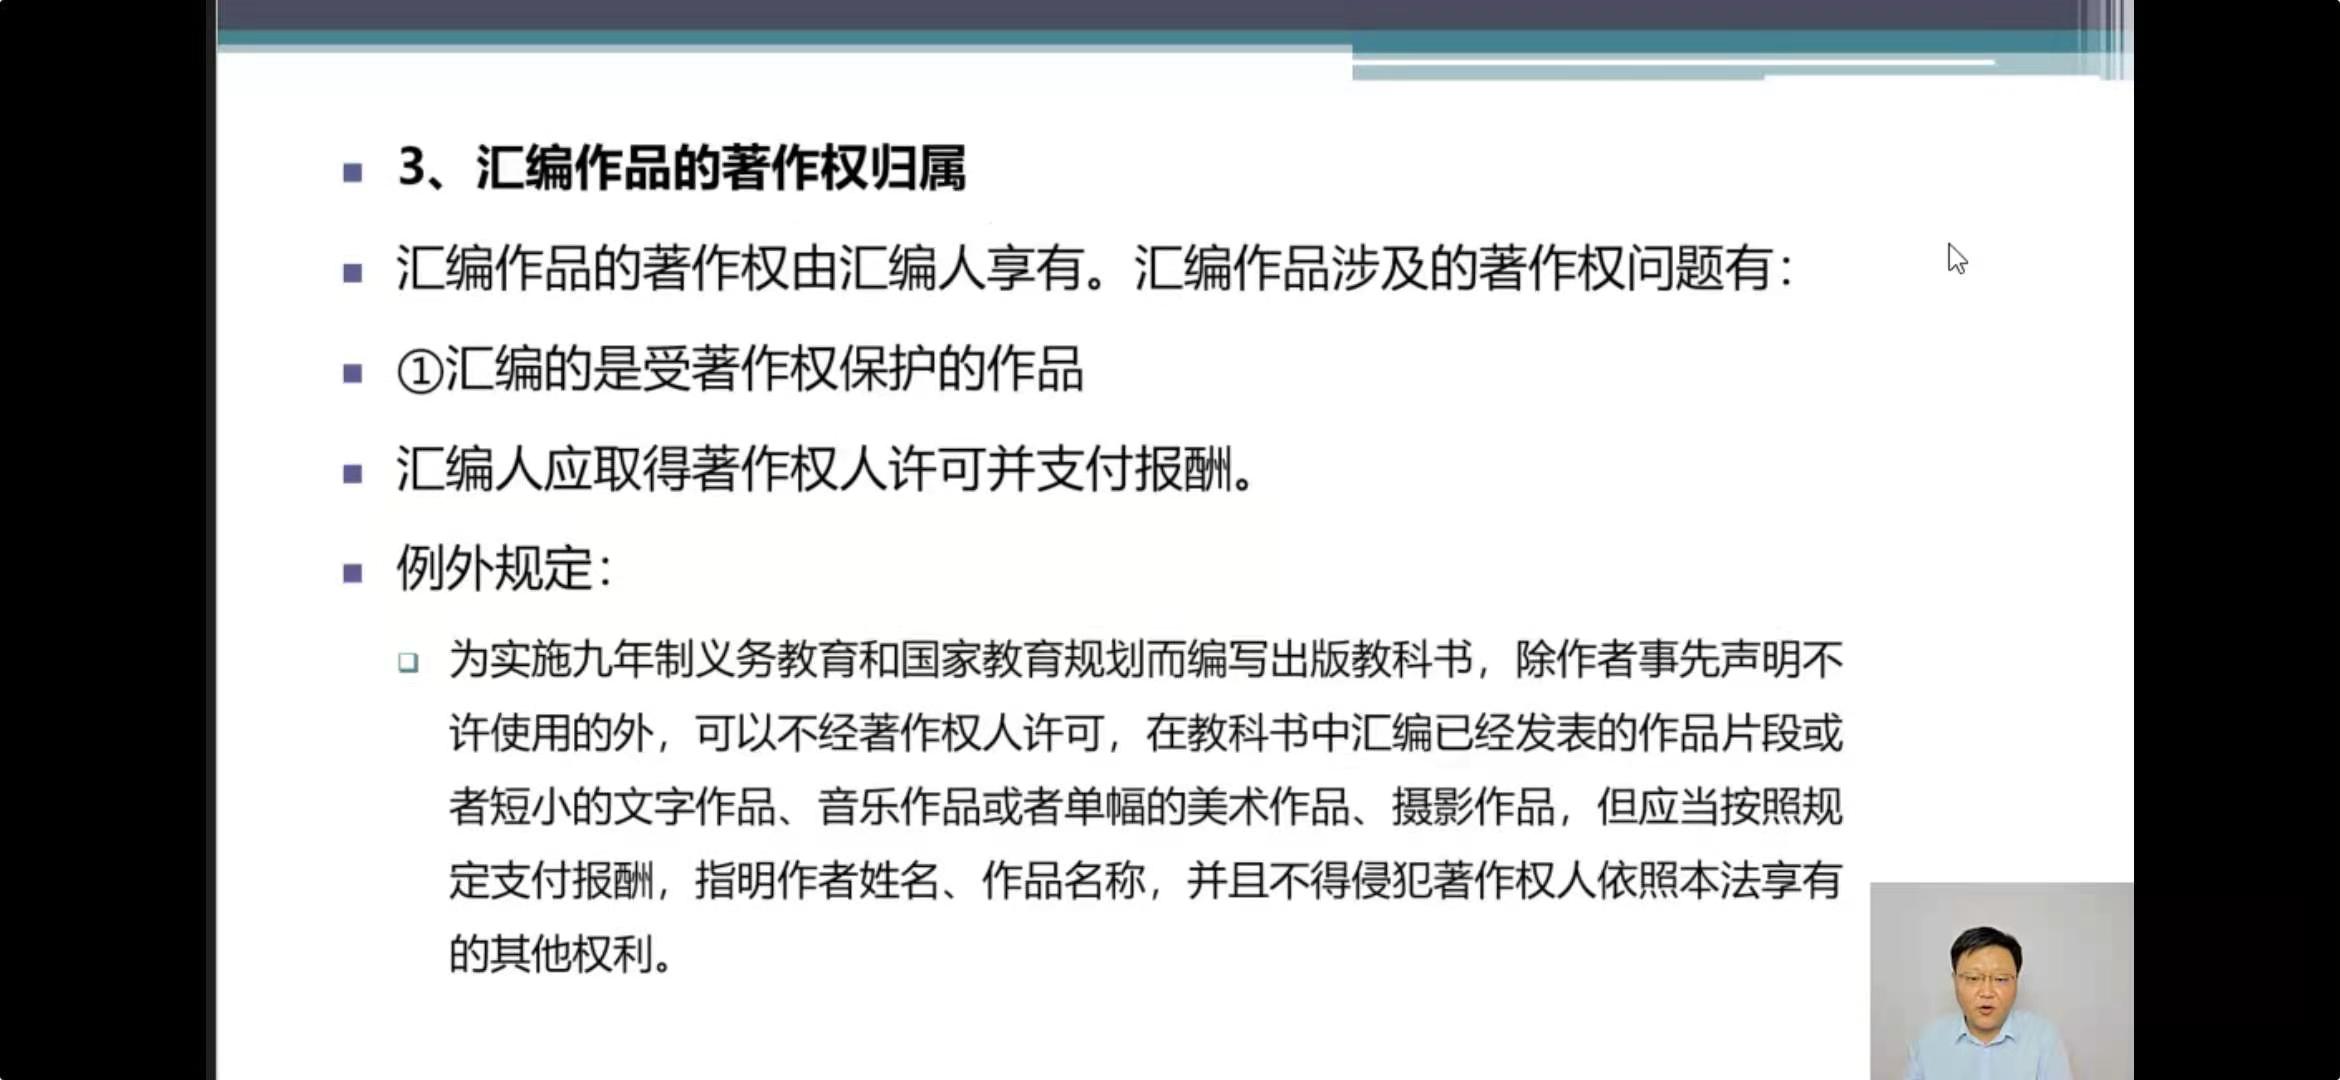 3、汇编作品的著作权归属
汇编作品的著作权由汇编人享有。汇编作品涉及的著作权问题有：
①汇编的是受著作权保护的作品
汇编人应取得著作权人许可并支付报酬。
例外规定：
为实施九年制义务教育和国家教育规划而编写出版教科书，除作者事先声明不
许使用的外，可以不经著作权人许可，在教科书中汇编已经发表的作品片段或
者短小的文字作品、音乐作品或者单幅的美术作品、摄影作品，但应当按照规
定支付报酬，指明作者姓名、作品名称，并且不得侵犯著作权人依照本法享有
的其他权利。